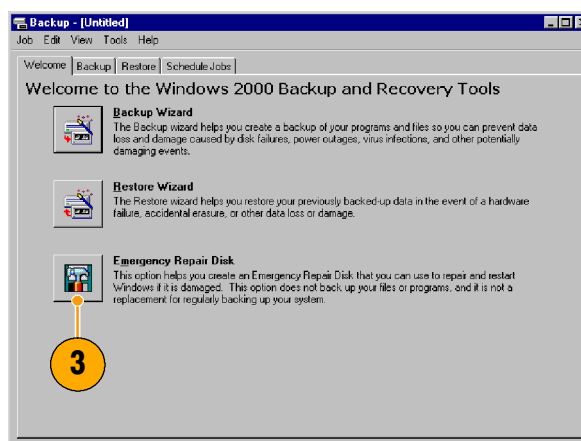 Backup - [Untitled]
Job Edit View Tools Help
Welcome Backup Restore Schedule Jobs
Welcome to the Windows 2000 Backup and Recovery Tools
Backup Wizard
The Backup wizard helps you create a backup of your programs and files so you can prevent data
loss and damage caused by disk failures, power outages, virus infections, and other potentially
damaging events.
Restore Wizard
The Restore wizard helps you restore your previously backed-up data in the event of a hardware
failure, accidental erasure, or other data loss or damage.
Emergency Repair Disk
This option helps you create an Emergency Repair Disk that you can use to repair and restart
Windows if it is damaged. This option does not back up your files or programs, and it is not a
replacement for regularly backing up your system.
3